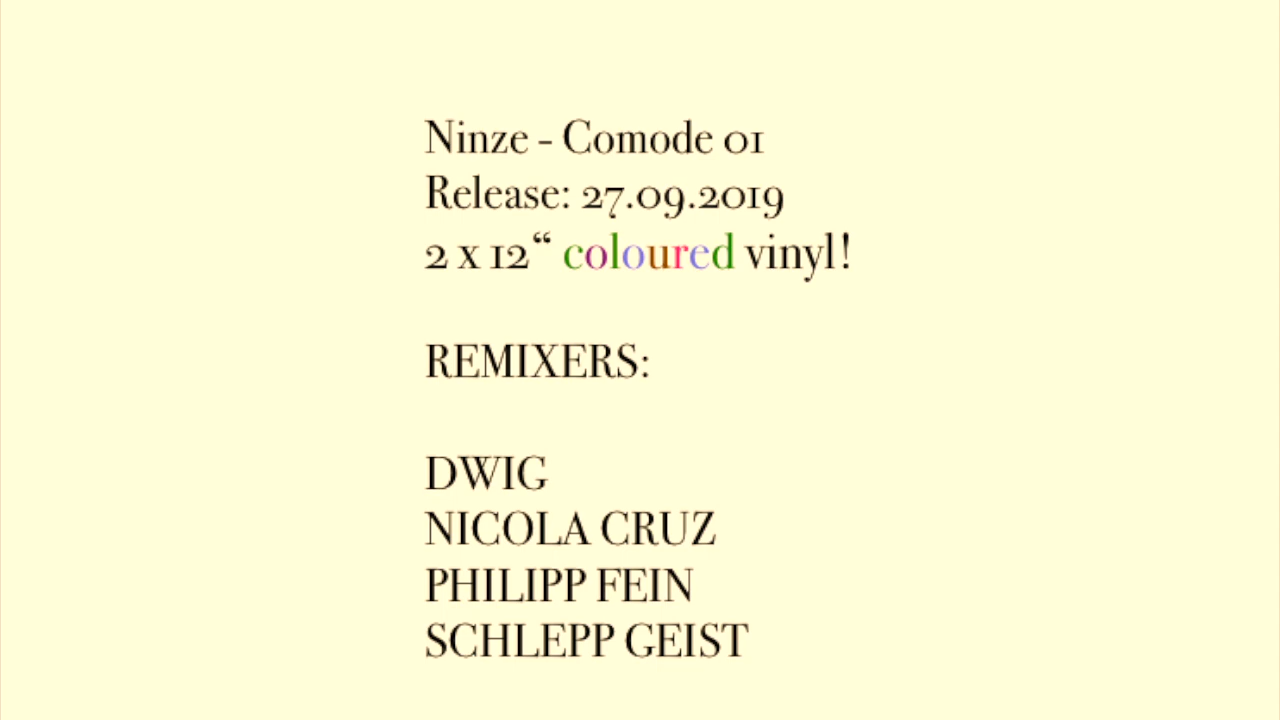 Ninze - Comode 01
Release: 27.09.2019
2 x 12“ coloured vinyl!
REMIXERS:
DWIG
NICOLA CRUZ
PHILIPP FEIN
SCHLEPP GEIST